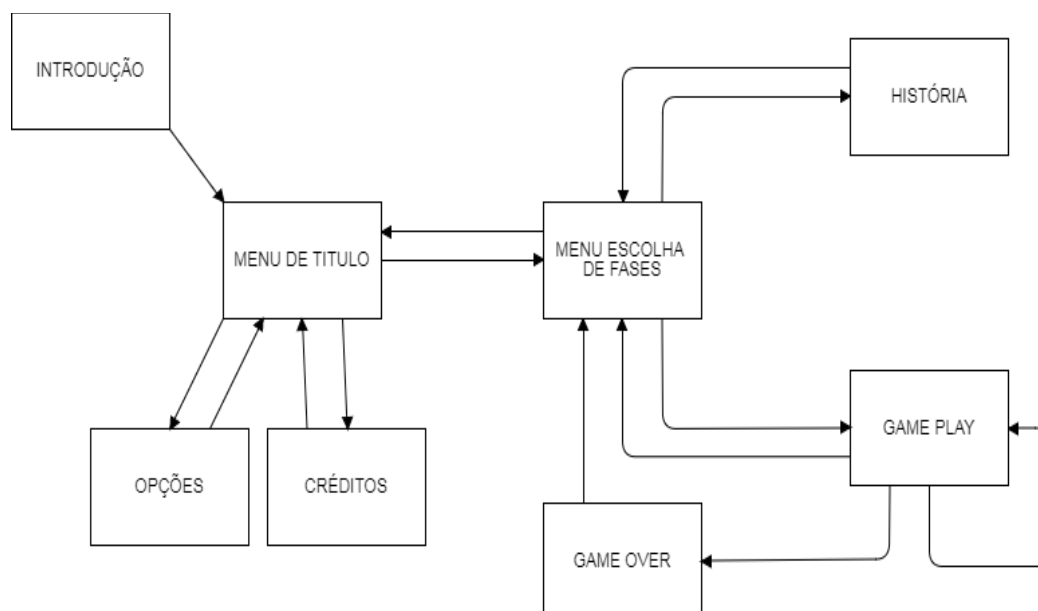 INTRODUÇÃO
HISTÓRIA
MENU DE TITULO
MENU ESCOLHA
DE FASES
GAME PLAY
OPÇÕES
CRÉDITOS
GAME OVER